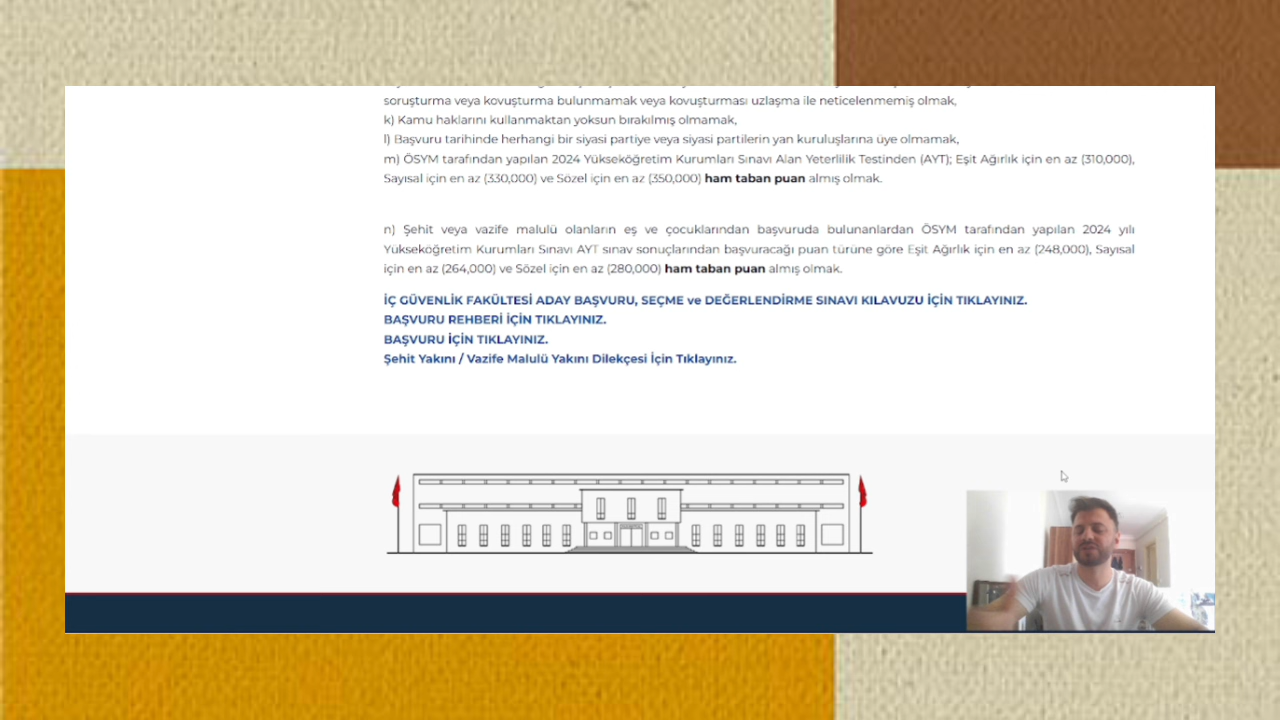 soruşturma veya kovuşturma bulunmamak veya kovuşturması uzlaşma ile neticelenmemiş olmak,
k) Kamu haklarını kullanmaktan yoksun bırakılmış olmamak,
l) Başvuru tarihinde herhangi bir siyasi partiye veya siyasi partilerin yan kuruluşlarına üye olmamak,
m) ÖSYM tarafından yapılan 2024 Yükseköğretim Kurumları Sınavı Alan Yeterlilik Testinden (AYT); Eşit Ağırlık için en az (310,000),
Sayısal için en az (330,000) ve Sözel için en az (350,000) ham taban puan almış olmak.
n) Şehit veya vazife malulü olanların eş ve çocuklarından başvuruda bulunanlardan ÖSYM tarafından yapılan 2024 yılı
Yükseköğretim Kurumları Sınavı AYT sınav sonuçlarından başvuracağı puan türüne göre Eşit Ağırlık için en az (248,000), Sayısal
için en az (264,000) ve Sözel için en az (280,000) ham taban puan almış olmak.
İÇ GÜVENLİK FAKÜLTESİ ADAY BAŞVURU, SEÇME ve DEĞERLENDİRME SINAVI KILAVUZU İÇİN TIKLAYINIZ.
BAŞVURU REHBERİ İÇİN TIKLAYINIZ.
BAŞVURU İÇİN TIKLAYINIZ.
Şehit Yakını / Vazife Malulü Yakını Dilekçesi İçin Tıklayınız.